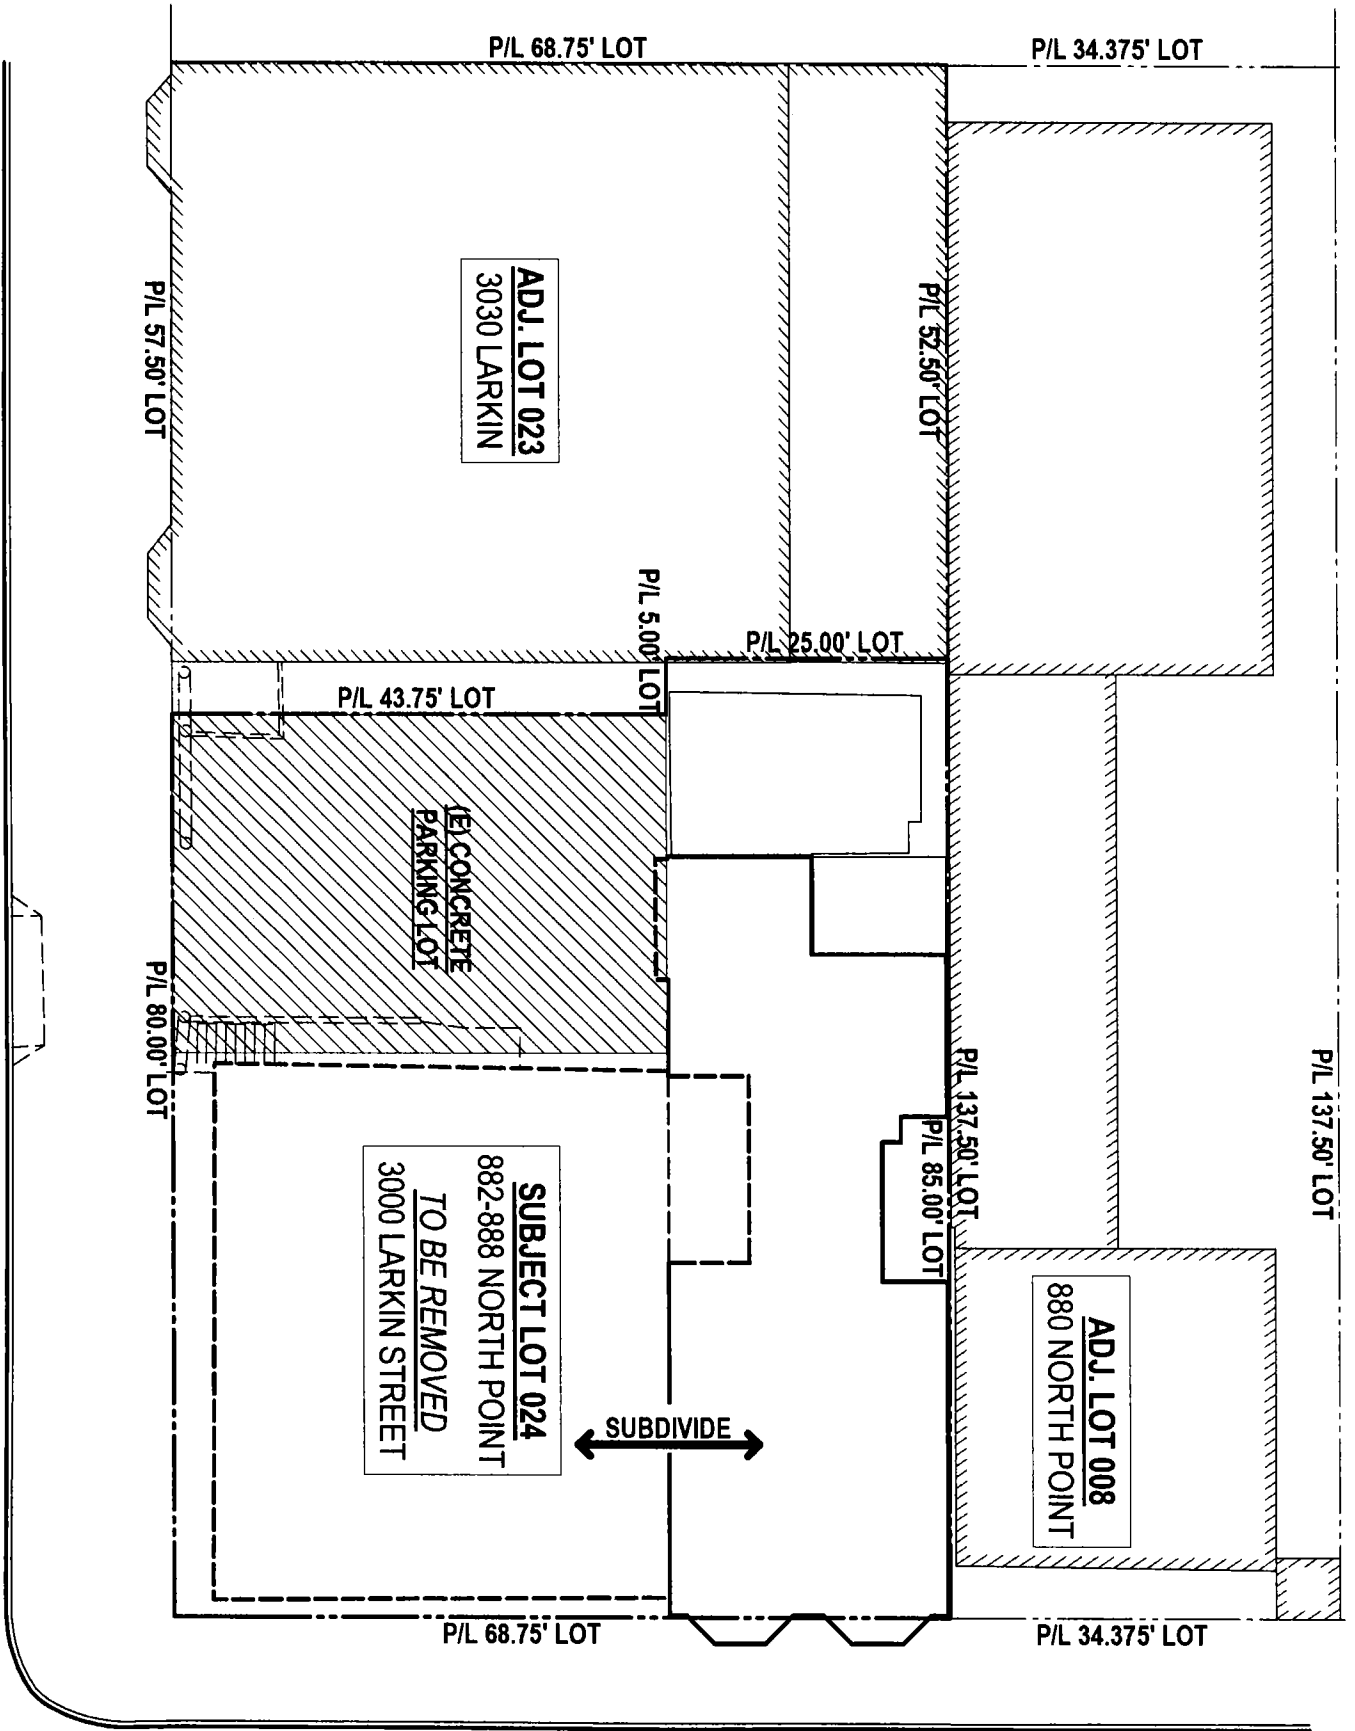 P/L 68.75' LOT
P/L 34.375' LOT
P/L 57.50' LOT
ADJ. LOT 023
3030 LARKIN
P/L 52.50' LOT
P/L 5.00' LOT
P/L 25.00' LOT
P/L 43.75' LOT
(E) CONCRETE
PARKING LOT
P/L 80.00' LOT
P/L 137.50' LOT
P/L 85.00' LOT
P/L 137.50' LOT
SUBJECT LOT 024
882-888 NORTH POINT
TO BE REMOVED
3000 LARKIN STREET
SUBDIVIDE
ADJ. LOT 008
880 NORTH POINT
P/L 68.75' LOT
P/L 34.375' LOT